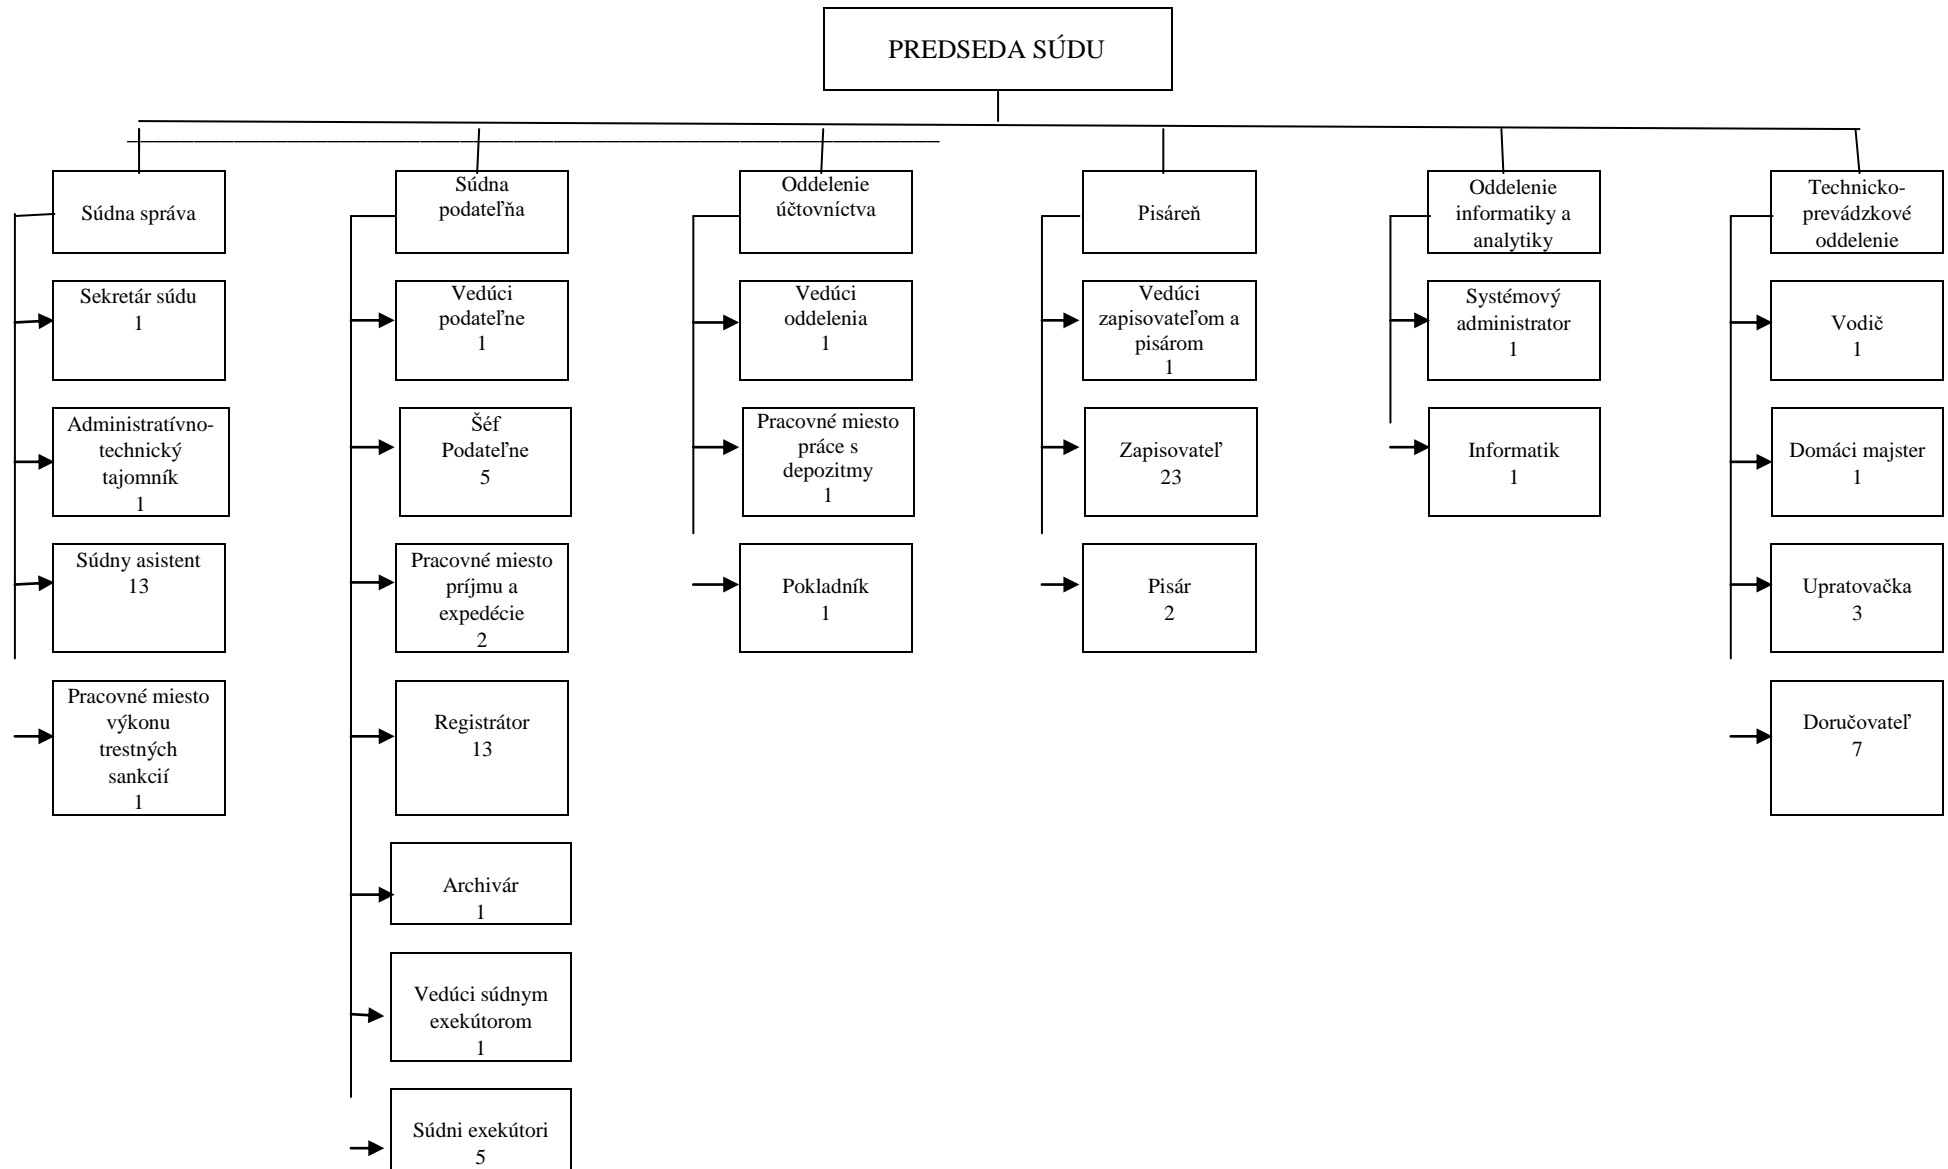 PREDSEDA SÚDU
Súdna správa
Sekretár súdu
1
Administratívno-
technický
tajomník
1
Súdny asistent
13
Pracovné miesto
výkonu
trestných
sankcií
1
Súdna
podateľňa
Vedúci
podateľne
1
Šéf
Podateľne
5
Pracovné miesto
príjmu a
expedécie
2
Registrátor
13
Archivár
1
Vedúci súdnym
exekútorom
1
Súdni exekútori
5
Oddelenie
účtovníctva
Vedúci
oddelenia
1
Pracovné miesto
práce s
depozitmy
1
Pokladník
1
Pisáreň
Vedúci
zapisovateľom a
pisárom
1
Zapisovateľ
23
Pisár
2
Oddelenie
informatiky a
analytiky
Systémový
administrator
1
Informatik
1
Technicko-
prevádzkové
oddelenie
Vodič
1
Domáci majster
1
Upratovačka
3
Doručovateľ
7